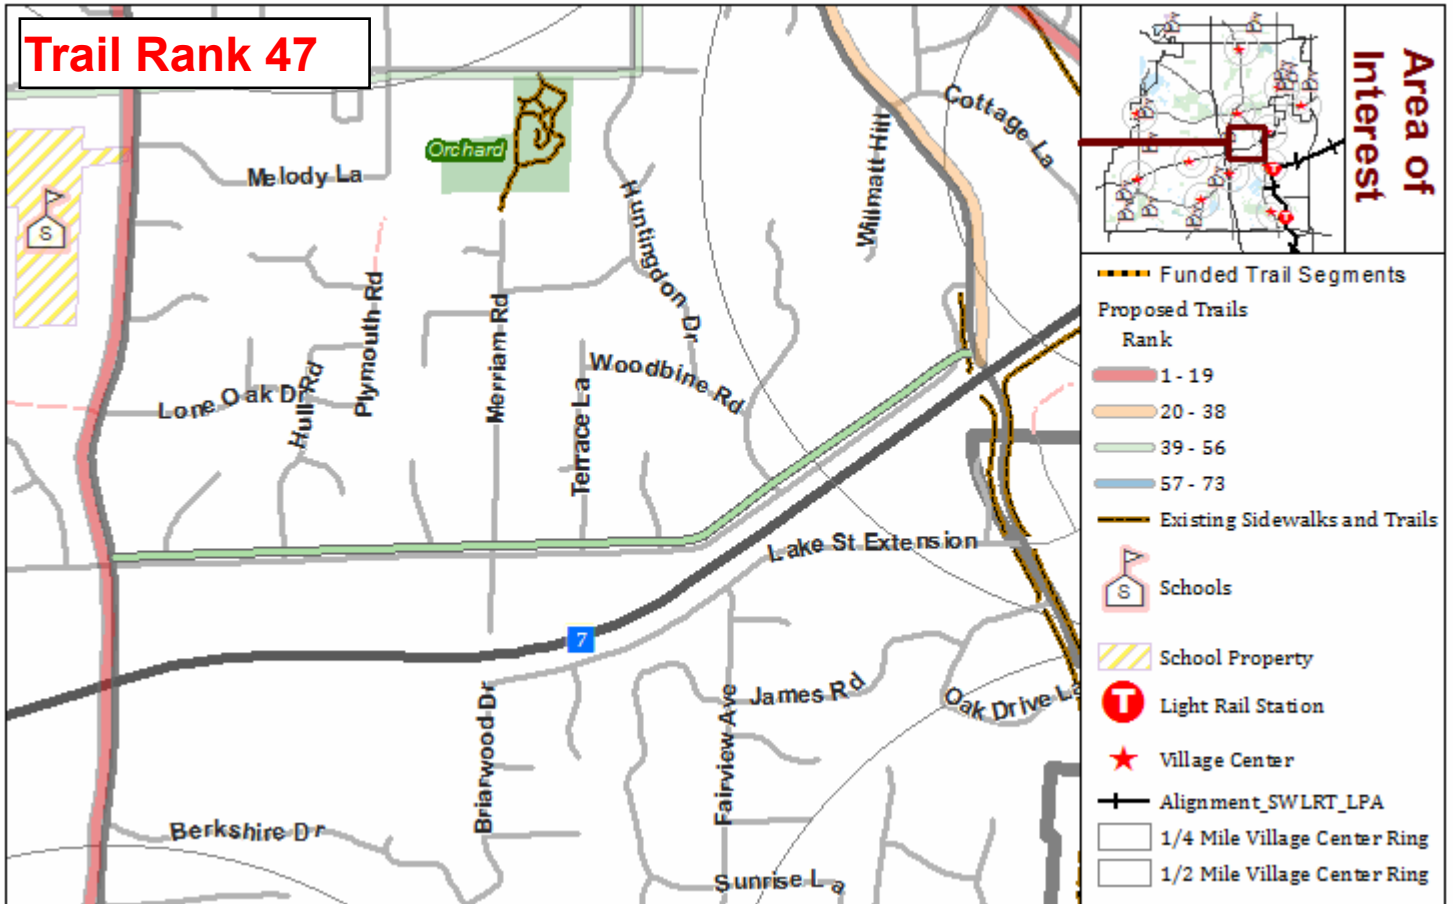 Trail Rank 47
Cottage La
Orchard
Melody La
Willmatt Hill
Huntingdon Dr
Plymouth Rd
Merriam Rd
Woodbine Rd
Lone Oak Dr
Hull Rd
Terrace La
Lake St Extension
7
James Rd
Oak Drive La
Briarwood Dr
Fairview Ave
Berkshire Dr
Sunrise La
S
Area of
Interest
T
T
Funded Trail Segments
Proposed Trails
Rank
1 - 19
20 - 38
39 - 56
57 - 73
Existing Sidewalks and Trails
S
Schools
School Property
T
Light Rail Station
Village Center
Alignment_SWLRT_LPA
1/4 Mile Village Center Ring
1/2 Mile Village Center Ring